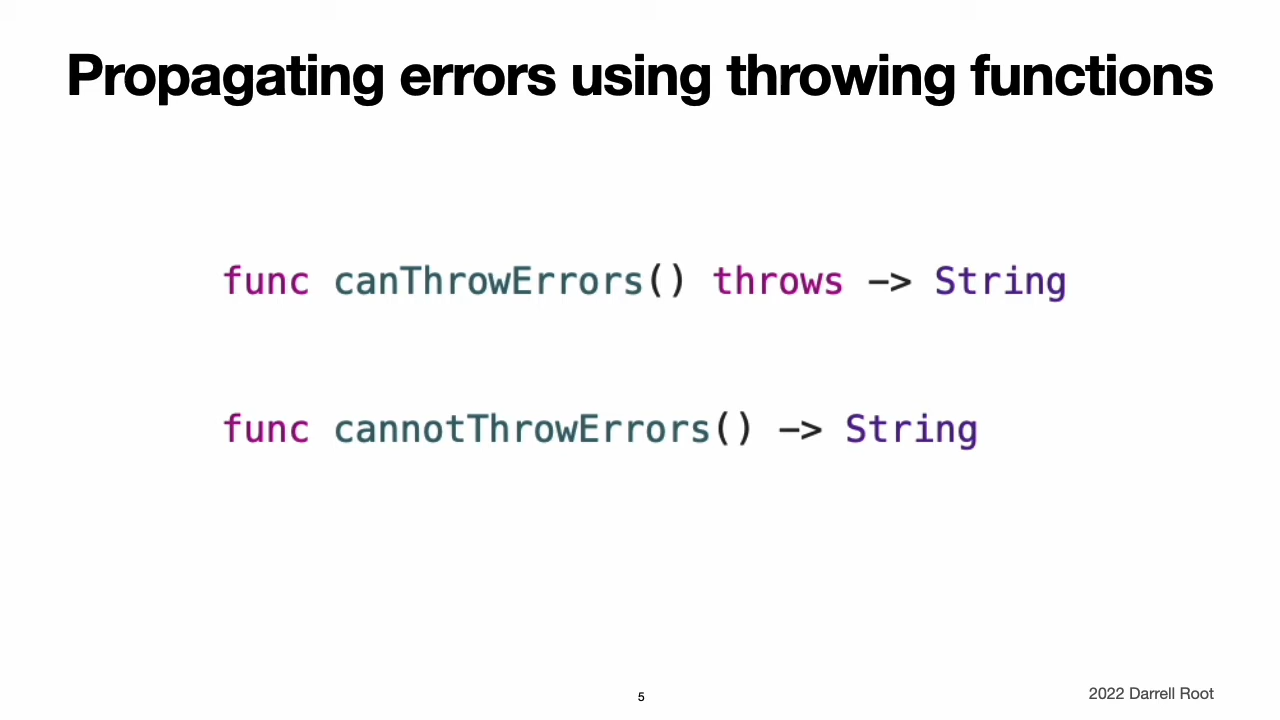 Propagating errors using throwing functions
func canThrowErrors() throws -> String
func cannotThrowErrors() -> String
5
2022 Darrell Root